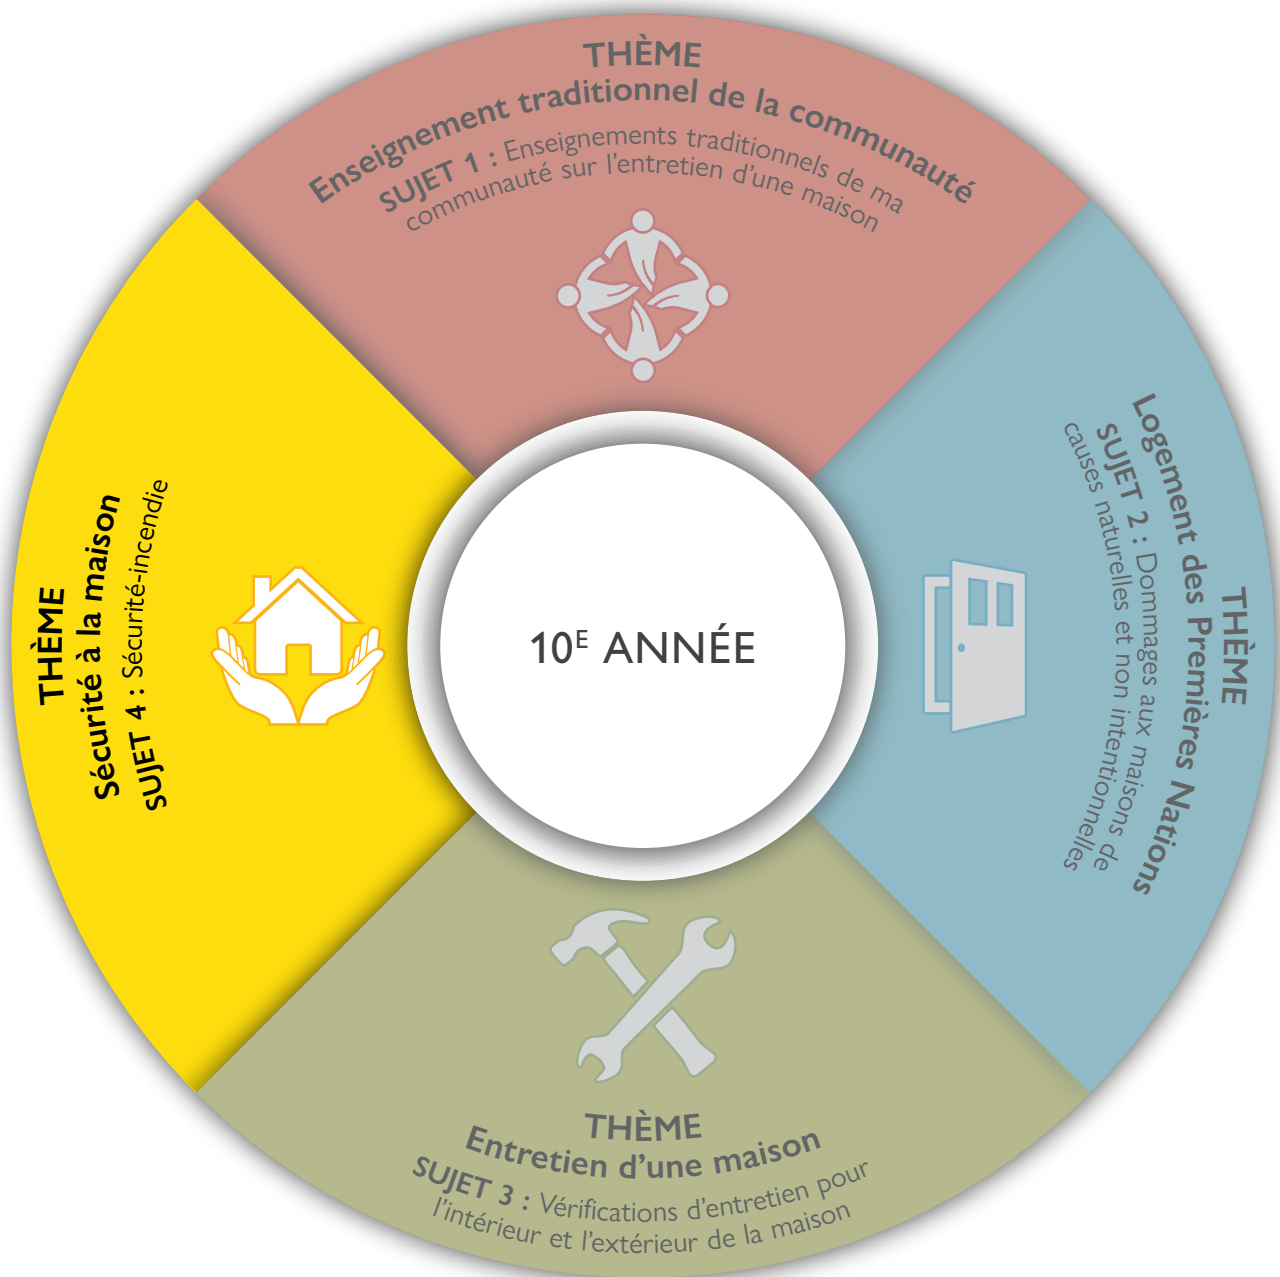 THÈME
Enseignement traditionnel de la communauté
SUJET 1 : Enseignements traditionnels de ma
communauté sur l'entretien d'une maison
THÈME
Logement des Premières Nations
SUJET 2 : Dommages aux maisons de
causes naturelles et non intentionnelles
THÈME
Entretien d'une maison
SUJET 3 : Vérifications d'entretien pour
l'intérieur et l'extérieur de la maison
THÈME
Sécurité à la maison
SUJET 4 : Sécurité-incendie
10E ANNÉE